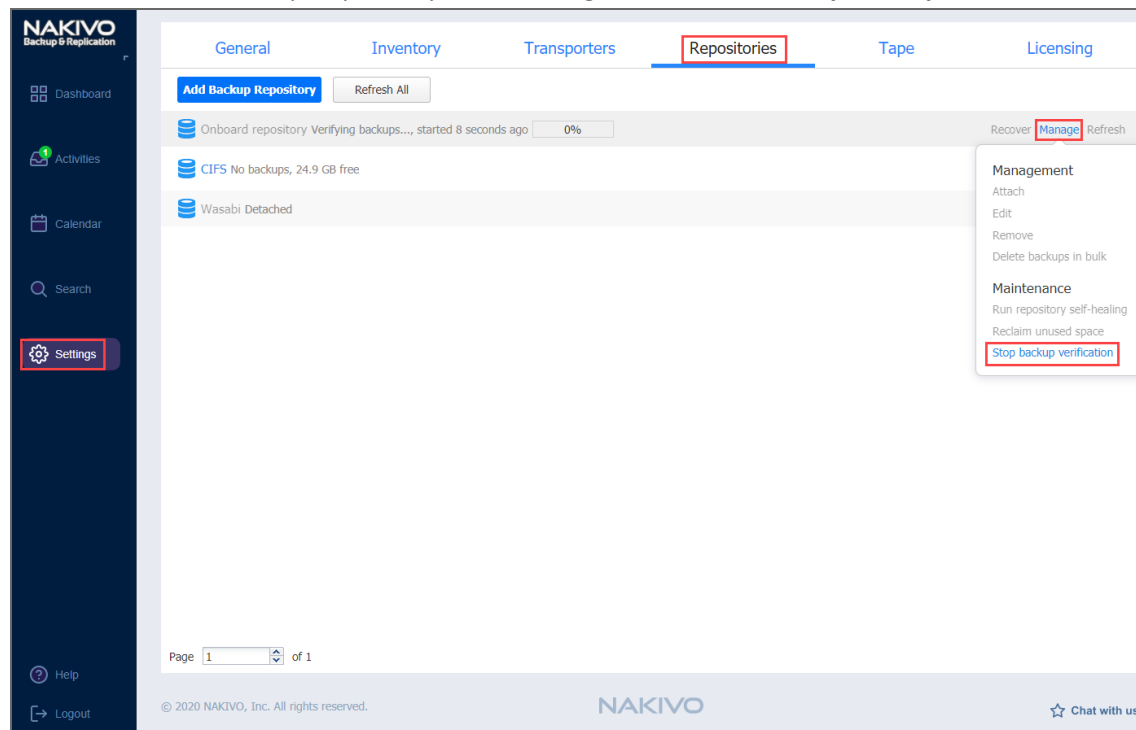 NAKIVO
Backup & Replication
General Inventory Transporters Repositories Tape Licensing
Dashboard
Add Backup Repository Refresh All
Onboard repository Verifying backups..., started 8 seconds ago 0% Recover Manage Refresh
1
Activities
CIFS No backups, 24.9 GB free
Management
Attach
Wasabi Detached
Edit
Calendar
Remove
Delete backups in bulk
Search
Maintenance
Run repository self-healing
Reclaim unused space
Settings
Stop backup verification
Page 1 of 1
Help
© 2020 NAKIVO, Inc. All rights reserved. NAKIVO Chat with us
Logout